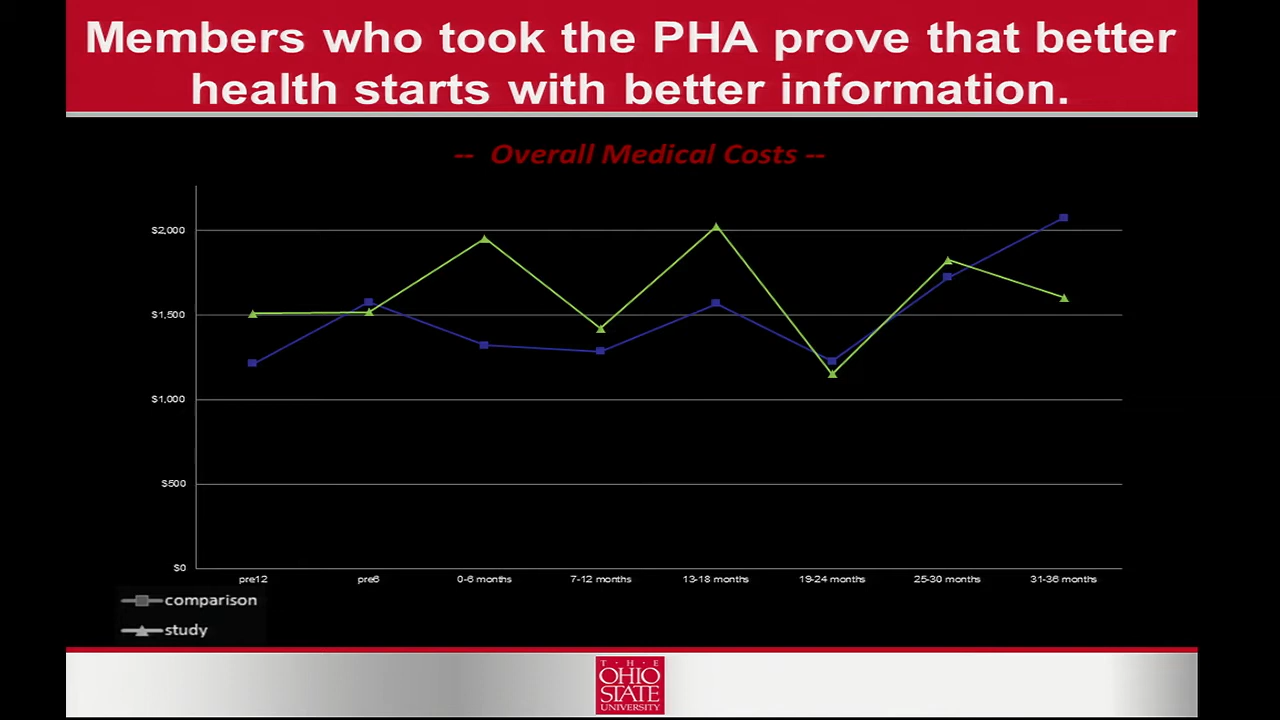 Members who took the PHA prove that better
health starts with better information.
-- Overall Medical Costs --
$2,000
$1,500
$1,000
$500
$0
pre12 pre6 0-6 months 7-12 months 13-18 months 19-24 months 25-30 months 31-36 months
comparison
study
T·H·E
OHIO
STATE
UNIVERSITY